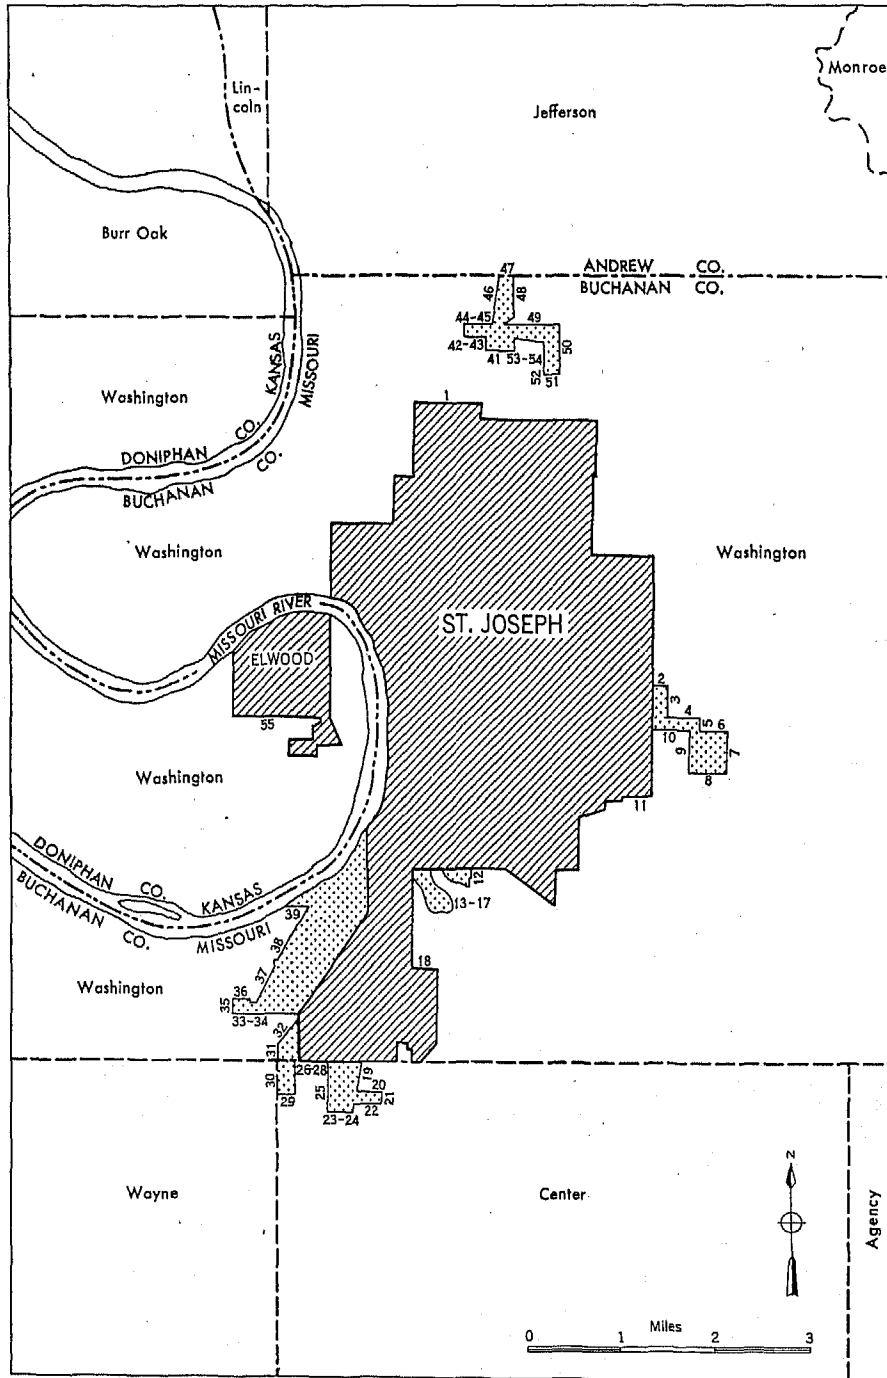 Lin-
coln
Jefferson
Monroe
Burr Oak
ANDREW CO.
BUCHANAN CO.
47
46
48
44-45
49
42-43
41
53-54
50
52
51
KANSAS
MISSOURI
Washington
1
DONIPHAN CO.
BUCHANAN CO.
Washington
Washington
MISSOURI RIVER
ST. JOSEPH
ELWOOD
55
2
3
4
5
6
10
9
7
8
Washington
11
DONIPHAN CO.
BUCHANAN CO.
KANSAS
MISSOURI
12
13-17
39
38
18
37
Washington
36
35
33-34
32
31
26-28
19
30
29
25
20
21
22
23-24
Wayne
Center
Agency
N
Miles
0 1 2 3